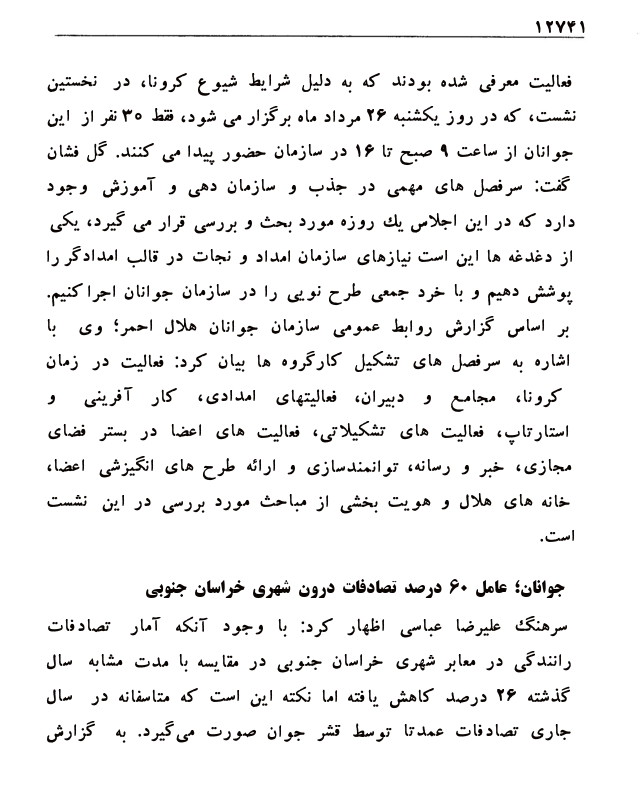 ۱۲۷۴۱
فعالیت معرفی شده بودند که به دلیل شرایط شیوع کرونا، در نخستین
نشست، که در روز یکشنبه ۲۶ مرداد ماه برگزار می شود، فقط ۳۰ نفر از این
جوانان از ساعت ۹ صبح تا ۱۶ در سازمان حضور پیدا می کنند. گل فشان
گفت: سرفصل های مهمی در جذب و سازمان دهی و آموزش وجود
دارد که در این اجلاس یك روزه مورد بحث و بررسی قرار می گیرد، یکی
از دغدغه ها این است نیازهای سازمان امداد و نجات در قالب امدادگر را
پوشش دهیم و با خرد جمعی طرح نویی را در سازمان جوانان اجرا کنیم.
بر اساس گزارش روابط عمومی سازمان جوانان هلال احمر؛ وی با
اشاره به سرفصل های تشکیل کارگروه ها بیان کرد: فعالیت در زمان
کرونا، مجامع و دبیران، فعالیتهای امدادی، کار آفرینی و
استارتاپ، فعالیت های تشکیلاتی، فعالیت های اعضا در بستر فضای
مجازی، خبر و رسانه، توانمندسازی و ارائه طرح های انگیزشی اعضا،
خانه های هلال و هویت بخشی از مباحث مورد بررسی در این نشست
است.
جوانان؛ عامل ۶۰ درصد تصادفات درون شهری خراسان جنوبی
سرهنگ علیرضا عباسی اظهار کرد: با وجود آنکه آمار تصادفات
رانندگی در معابر شهری خراسان جنوبی در مقایسه با مدت مشابه سال
گذشته ۲۶ درصد کاهش یافته اما نکته این است که متاسفانه در سال
جاری تصادفات عمدتا توسط قشر جوان صورت می‌گیرد. به گزارش